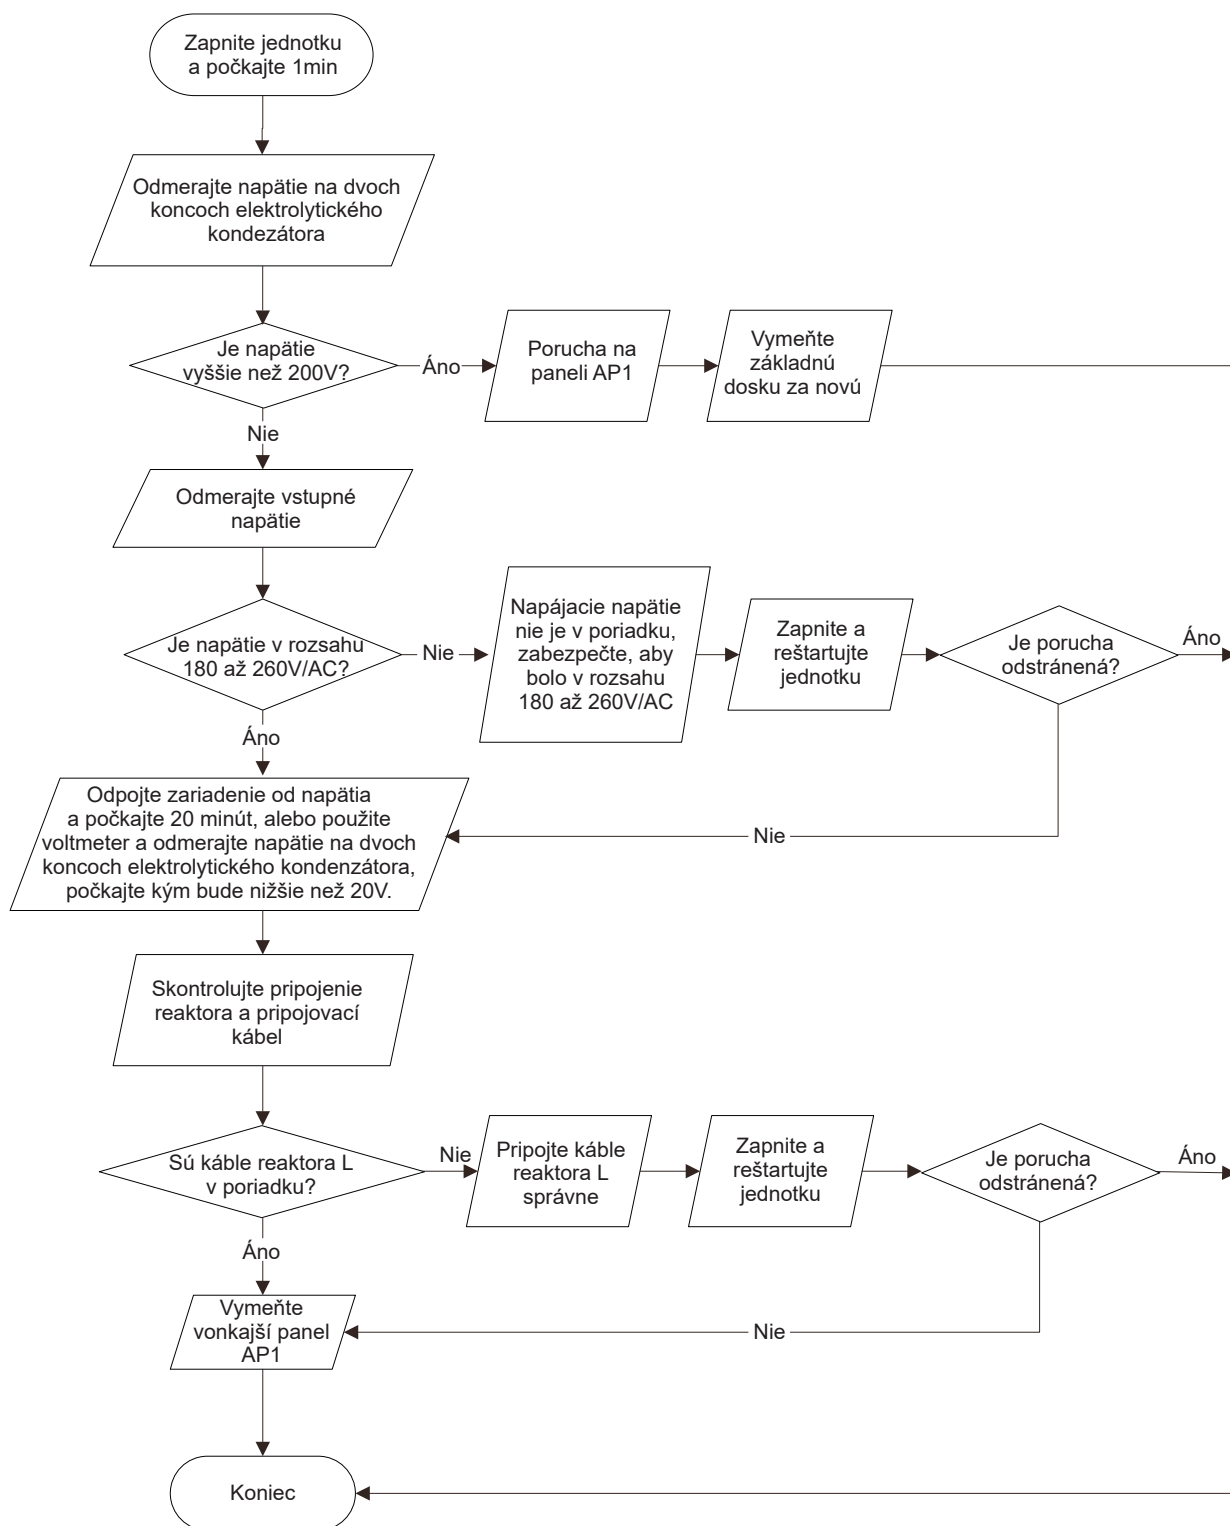 Zapnite jednotku
a počkajte 1min
Odmerajte napätie na dvoch
koncoch elektrolytického
kondezátora
Je napätie
vyššie než 200V?
Áno
Porucha na
paneli AP1
Vymeňte
základnú
dosku za novú
Nie
Odmerajte vstupné
napätie
Je napätie v rozsahu
180 až 260V/AC?
Nie
Napájacie napätie
nie je v poriadku,
zabezpečte, aby
bolo v rozsahu
180 až 260V/AC
Zapnite a
reštartujte
jednotku
Je porucha
odstránená?
Áno
Áno
Nie
Odpojte zariadenie od napätia
a počkajte 20 minút, alebo použite
voltmeter a odmerajte napätie na dvoch
koncoch elektrolytického kondenzátora,
počkajte kým bude nižšie než 20V.
Skontrolujte pripojenie
reaktora a pripojovací
kábel
Sú káble reaktora L
v poriadku?
Nie
Pripojte káble
reaktora L
správne
Zapnite a
reštartujte
jednotku
Je porucha
odstránená?
Áno
Áno
Nie
Vymeňte
vonkajší panel
AP1
Koniec